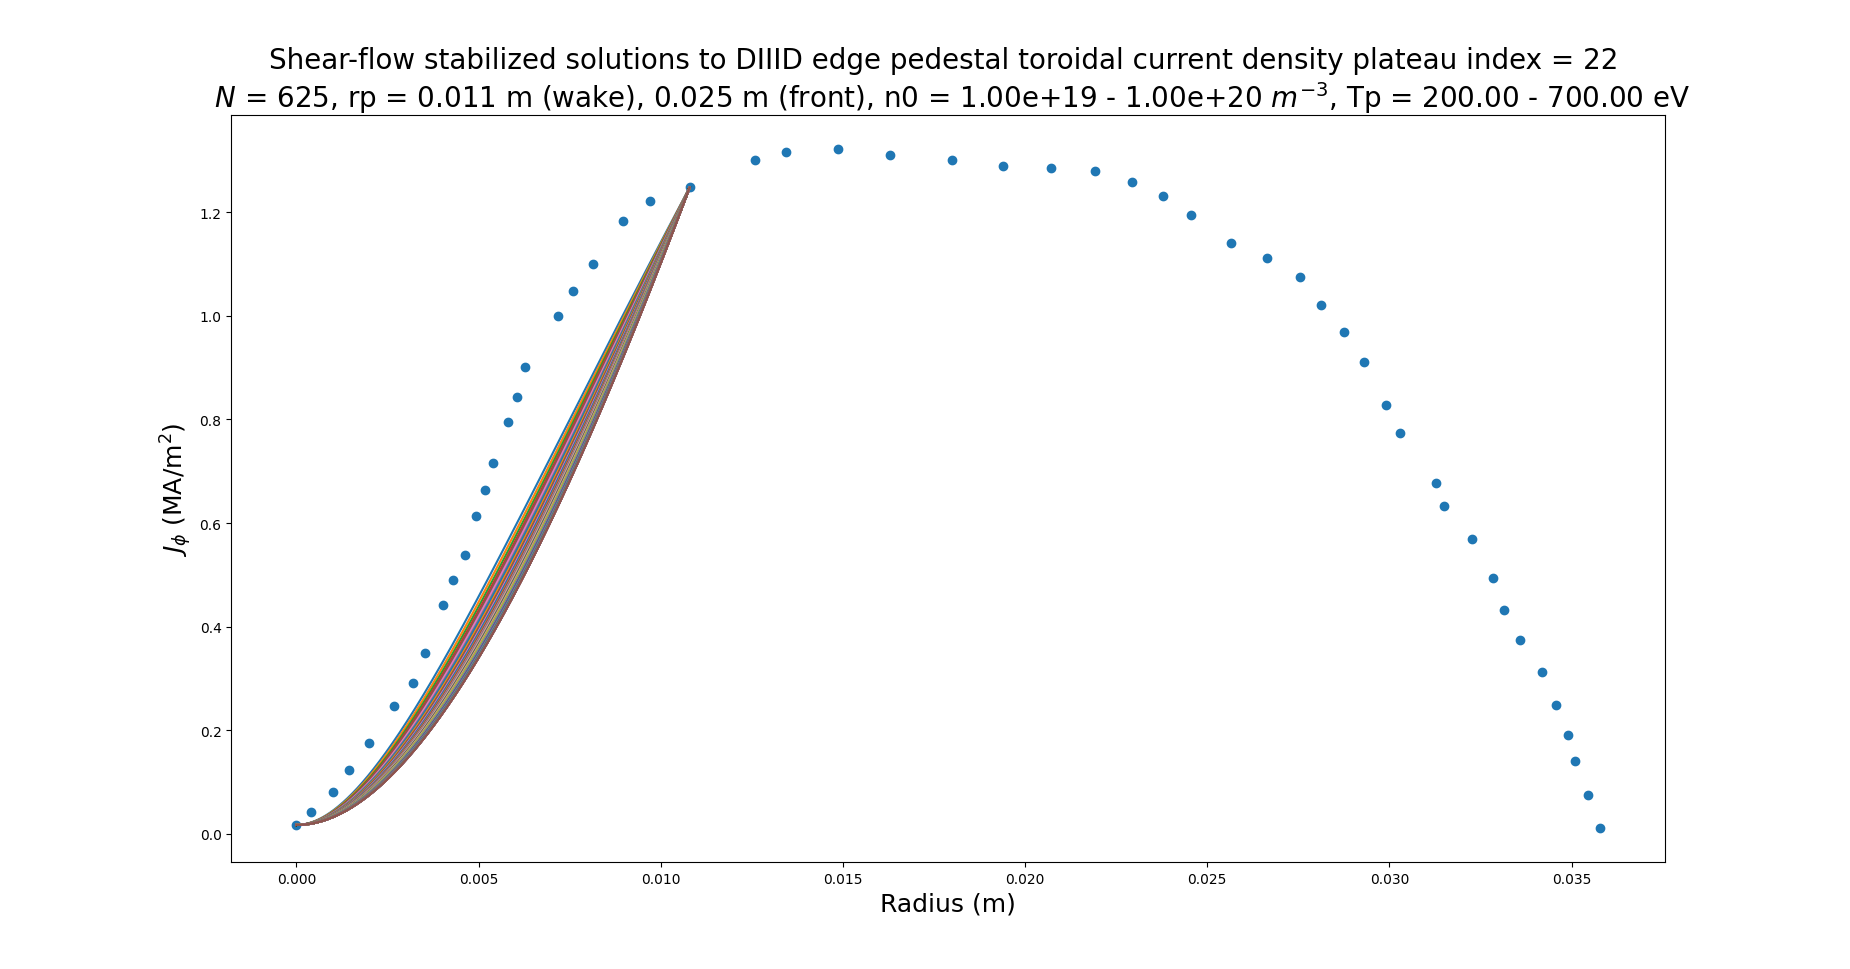 Shear-flow stabilized solutions to DIIID edge pedestal toroidal current density plateau index = 22
N = 625, rp = 0.011 m (wake), 0.025 m (front), n0 = 1.00e+19 - 1.00e+20 m⁻³, Tp = 200.00 - 700.00 eV
1.2
1.0
0.8
0.6
0.4
0.2
0.0
J_ϕ (MA/m²)
0.000 0.005 0.010 0.015 0.020 0.025 0.030 0.035
Radius (m)